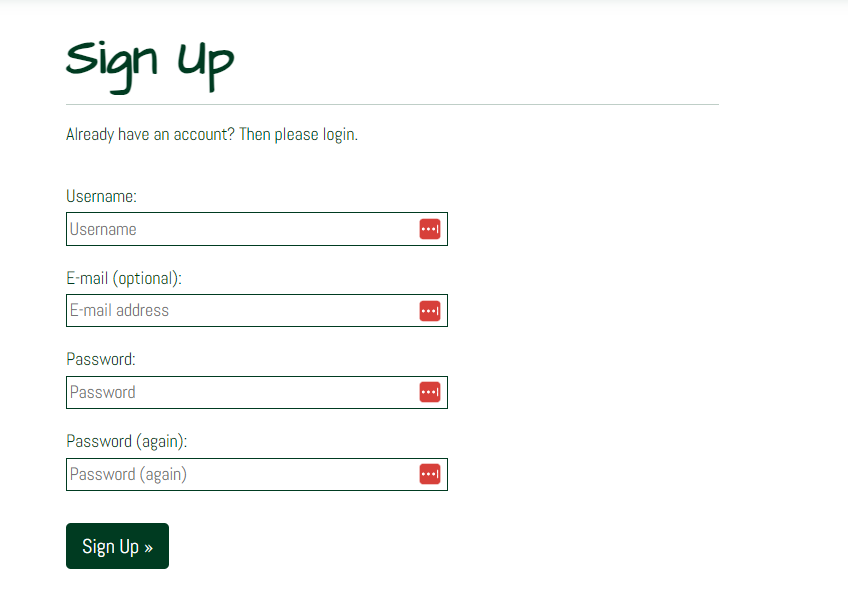 Sign Up
Already have an account? Then please login.
Username:
Username
E-mail (optional):
E-mail address
Password:
Password
Password (again):
Password (again)
Sign Up »